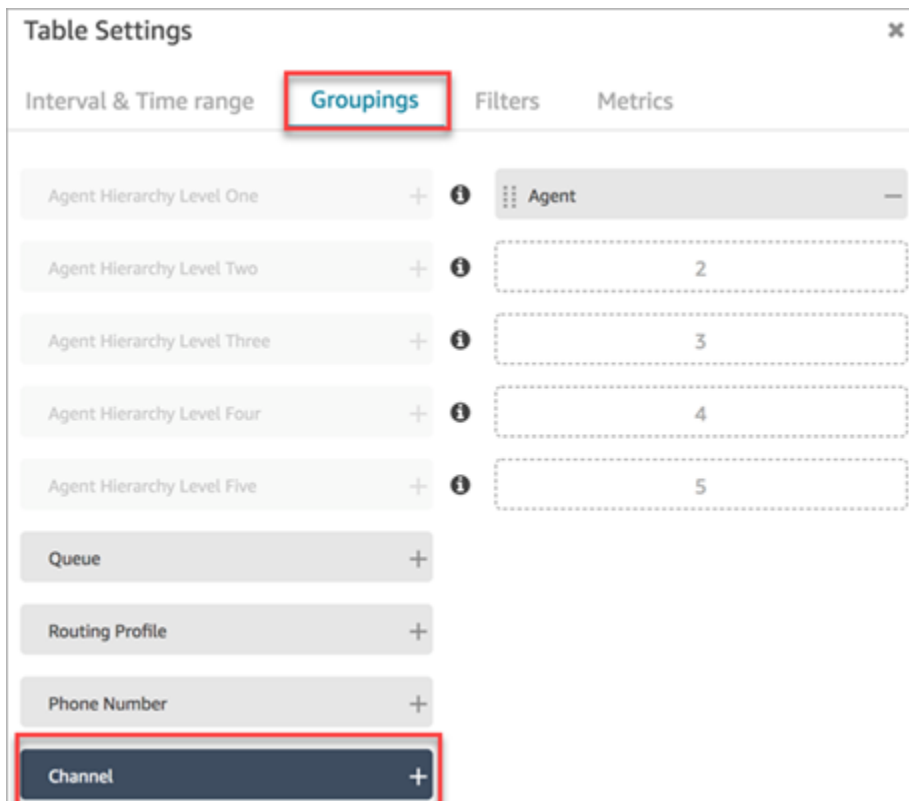 Table Settings
Interval & Time range Groupings Filters Metrics
Agent Hierarchy Level One + Agent
Agent Hierarchy Level Two + 2
Agent Hierarchy Level Three + 3
Agent Hierarchy Level Four + 4
Agent Hierarchy Level Five + 5
Queue +
Routing Profile +
Phone Number +
Channel +